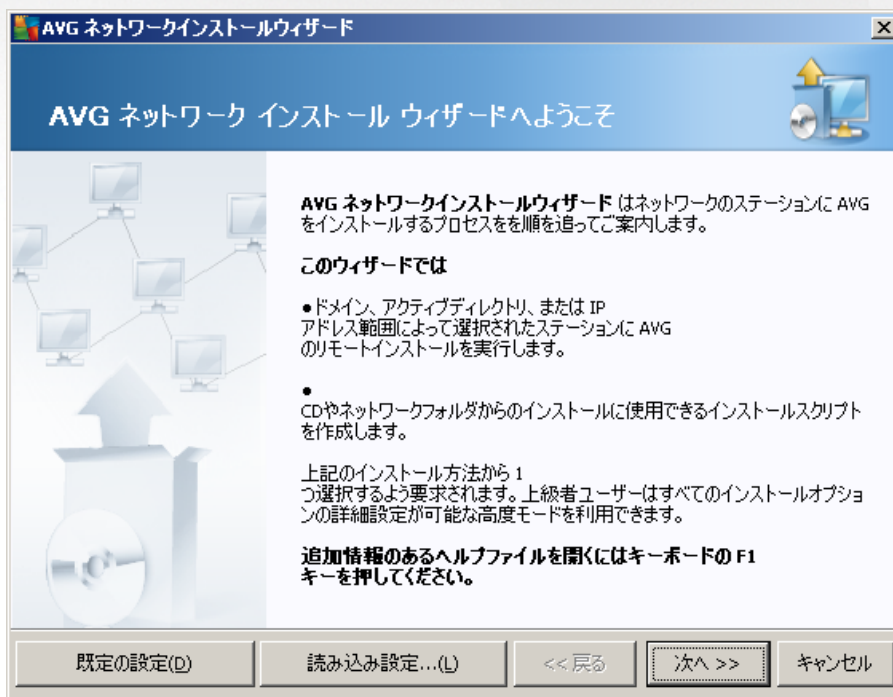 AVG ネットワークインストールウィザード
AVG ネットワーク インストール ウィザードへようこそ
AVG ネットワークインストールウィザード はネットワークのステーションに AVG
をインストールするプロセスをを順を追ってご案内します。
このウィザードでは
●ドメイン、アクティブディレクトリ、または IP
アドレス範囲によって選択されたステーションに AVG
のリモートインストールを実行します。
●
CDやネットワークフォルダからのインストールに使用できるインストールスクリプト
を作成します。
上記のインストール方法から 1
つ選択するよう要求されます。上級者ユーザーはすべてのインストールオプショ
ンの詳細設定が可能な高度モードを利用できます。
追加情報のあるヘルプファイルを開くにはキーボードの F1
キーを押してください。
既定の設定(D)
読み込み設定...(L)
<< 戻る
次へ >>
キャンセル